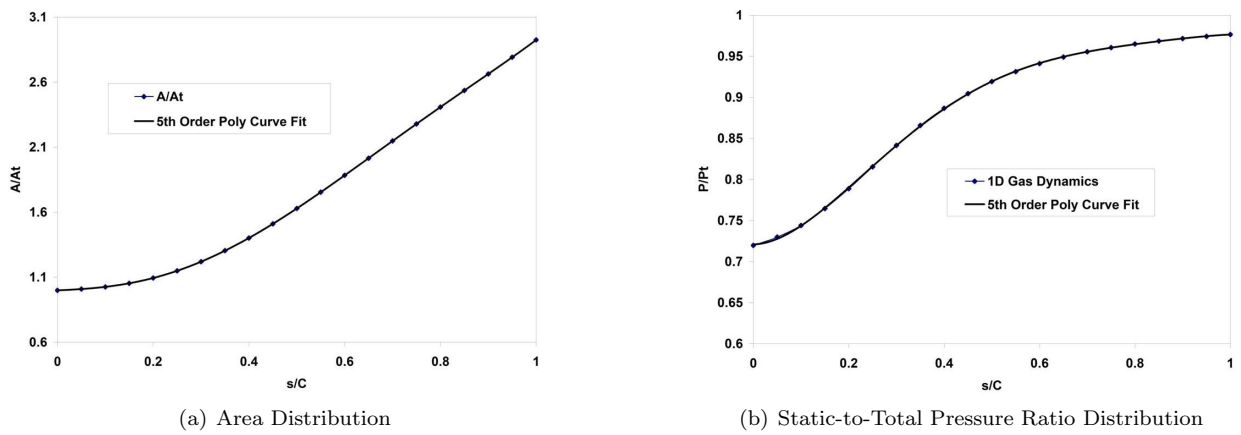 3.1
2.6
2.1
1.6
1.1
0.6
A/At
A/At
5th Order Poly Curve Fit
0 0.2 0.4 0.6 0.8 1
s/C
(a) Area Distribution
1
0.95
0.9
0.85
0.8
0.75
0.7
0.65
0.6
P/Pt
1D Gas Dynamics
5th Order Poly Curve Fit
0 0.2 0.4 0.6 0.8 1
s/C
(b) Static-to-Total Pressure Ratio Distribution